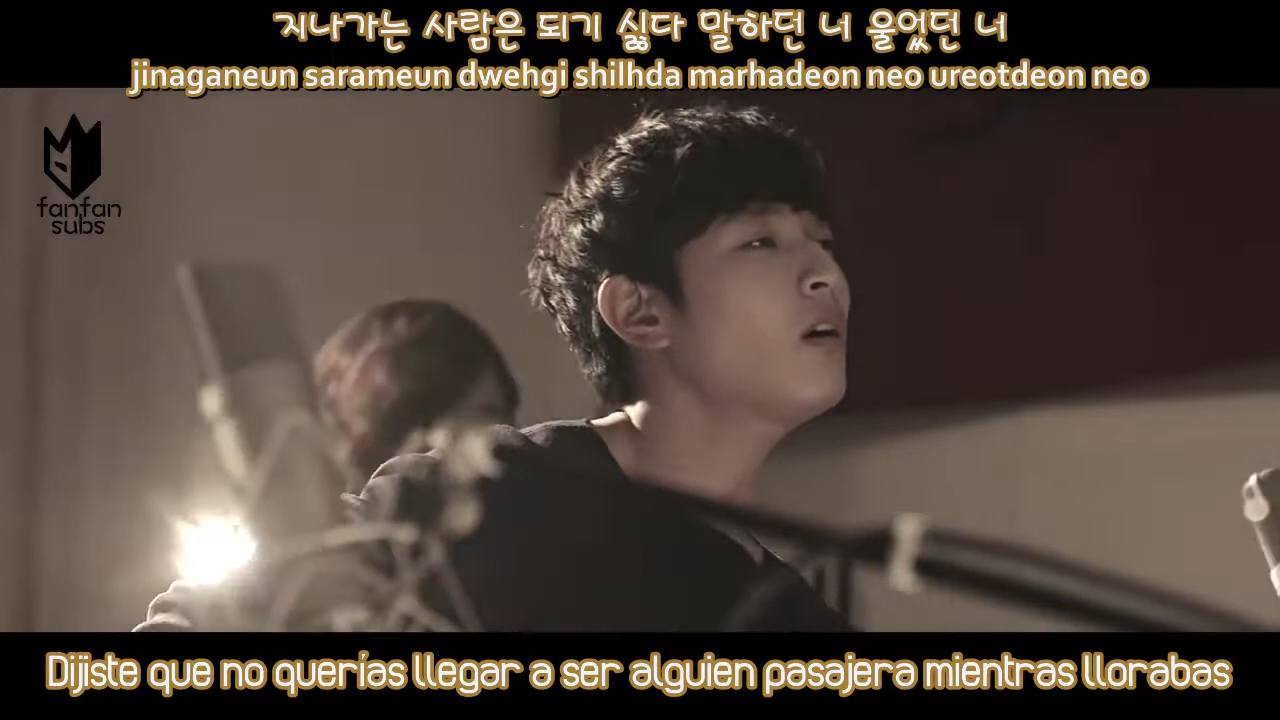 지나가는 사람은 되기 싫다 말하던 너 울었던 너
jinaganeun sarameun dwehgi shilhda marhadeon neo ureotdeon neo
fanfan
subs
Dijiste que no querías llegar a ser alguien pasajera mientras llorabas